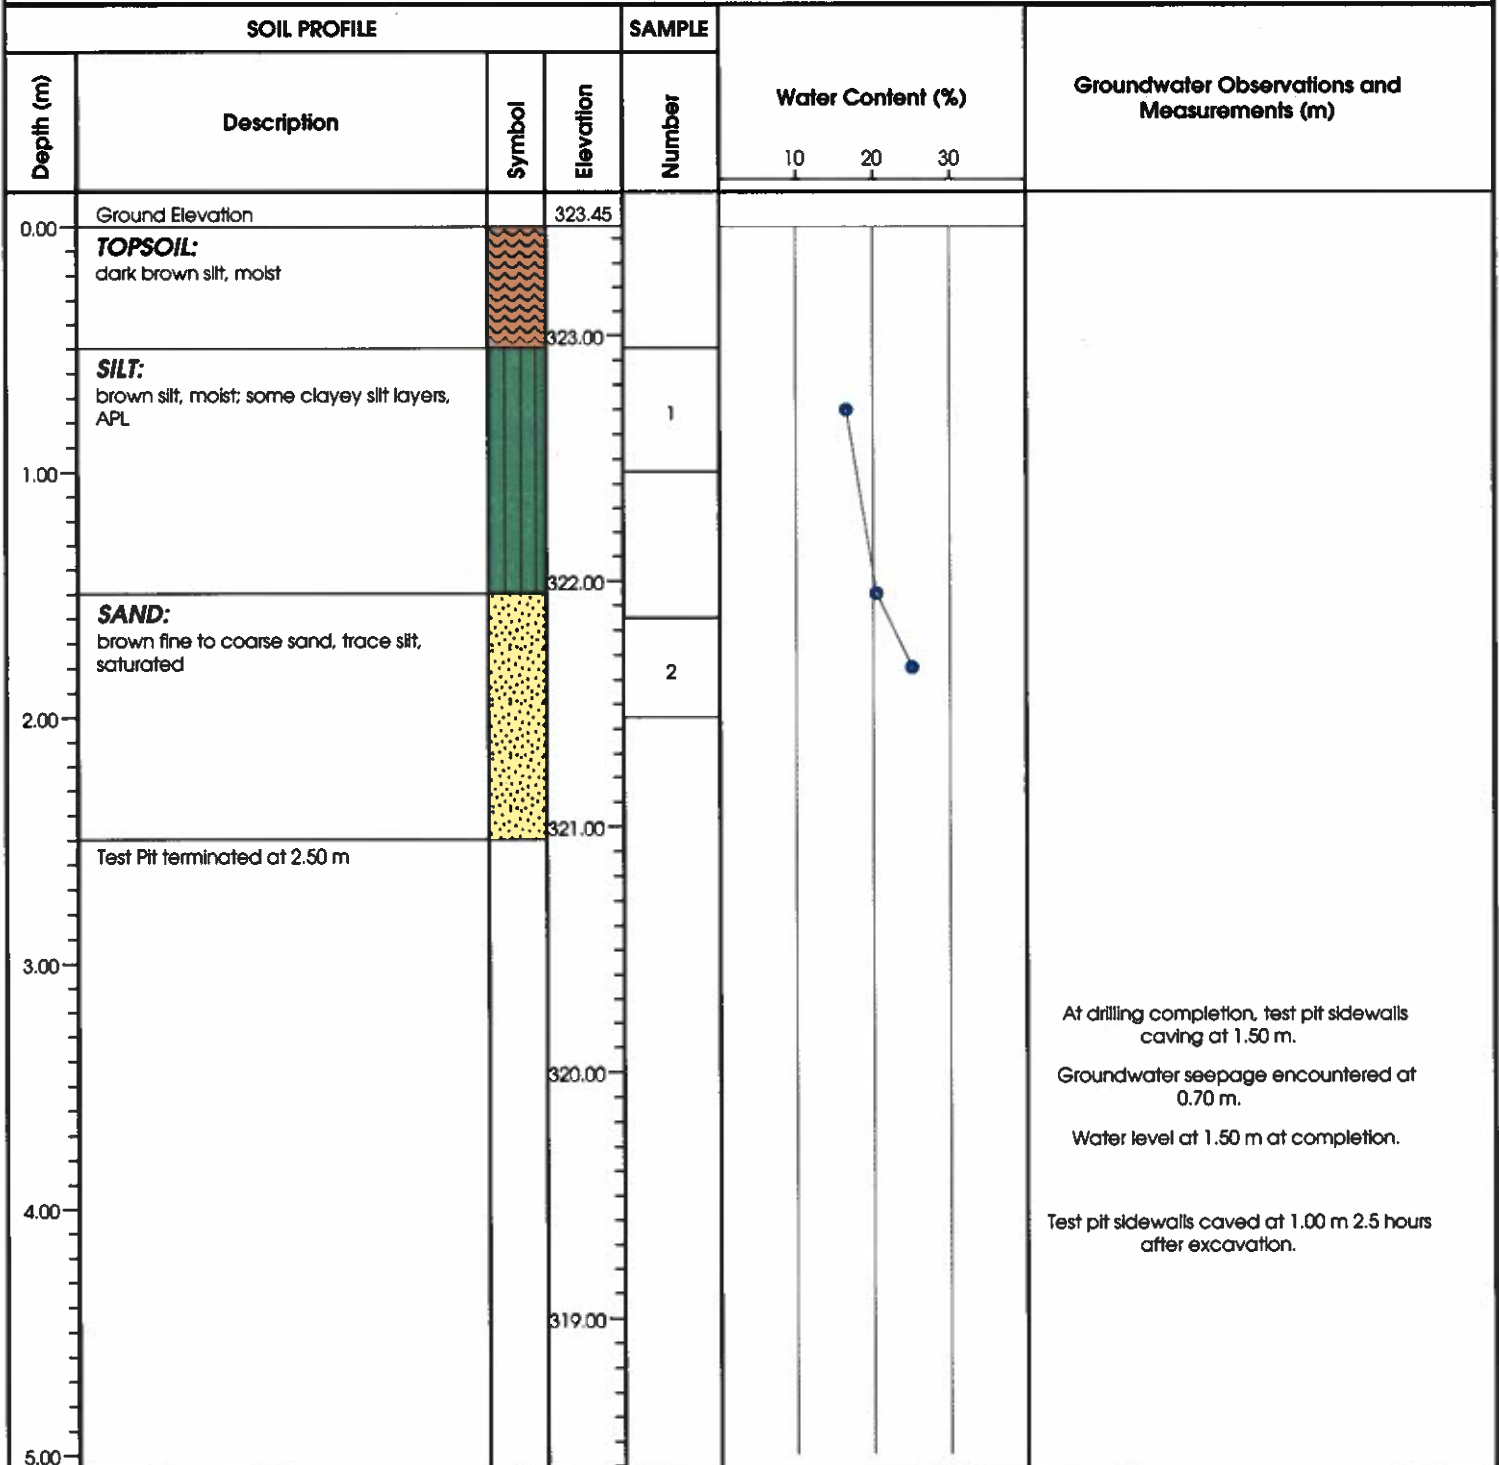 SOIL PROFILE
SAMPLE
Depth (m)
Description
Symbol
Elevation
Number
Water Content (%)
10 20 30
Groundwater Observations and
Measurements (m)
Ground Elevation
323.45
0.00
TOPSOIL:
dark brown silt, moist
323.00
SILT:
brown silt, moist; some clayey silt layers,
APL
1
1.00
322.00
SAND:
brown fine to coarse sand, trace silt,
saturated
2
2.00
321.00
Test Pit terminated at 2.50 m
3.00
At drilling completion, test pit sidewalls
caving at 1.50 m.
320.00
Groundwater seepage encountered at
0.70 m.
Water level at 1.50 m at completion.
4.00
Test pit sidewalls caved at 1.00 m 2.5 hours
after excavation.
319.00
5.00